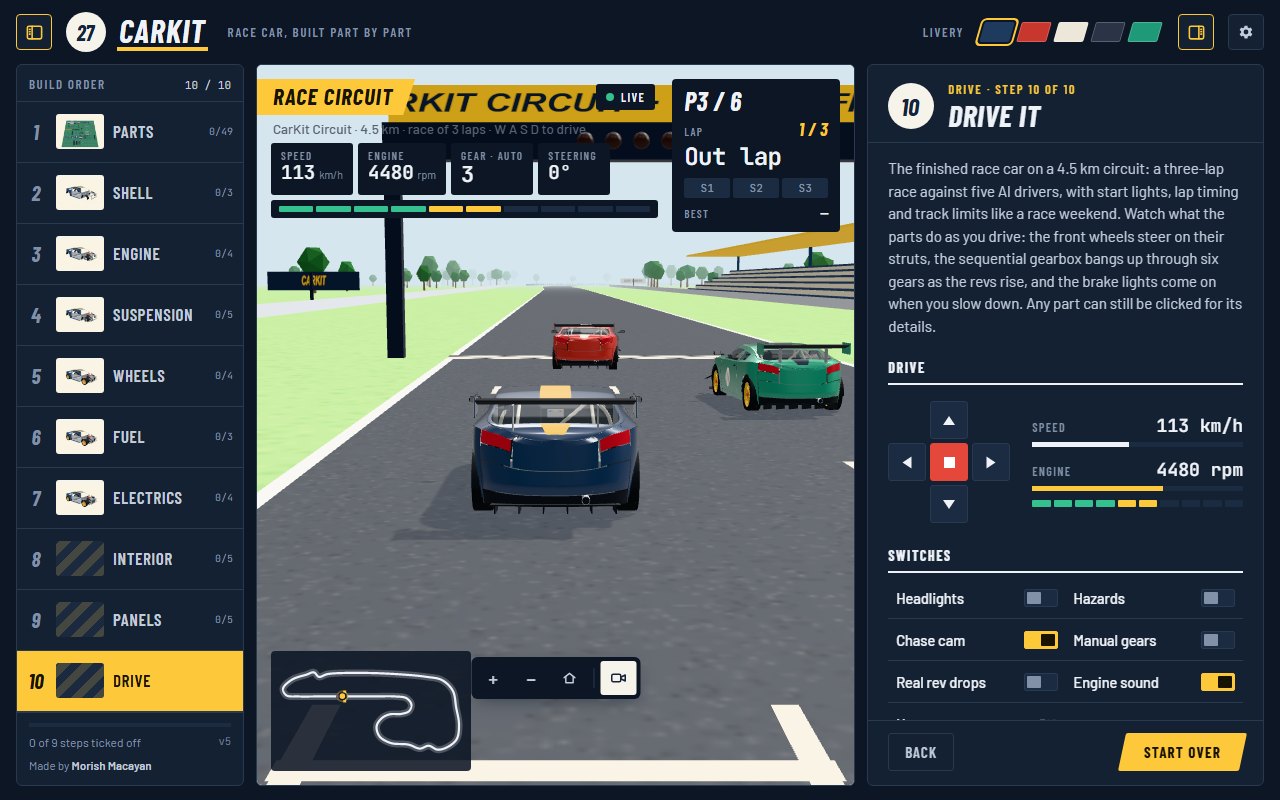 27 CARKIT RACE CAR, BUILT PART BY PART LIVERY
BUILD ORDER 10 / 10
1 PARTS 0/49
2 SHELL 0/3
3 ENGINE 0/4
4 SUSPENSION 0/5
5 WHEELS 0/4
6 FUEL 0/3
7 ELECTRICS 0/4
8 INTERIOR 0/5
9 PANELS 0/5
10 DRIVE
0 of 9 steps ticked off v5
Made by Morish Macayan
RACE CIRCUIT
RKIT CIRCU
LIVE
CarKit Circuit · 4.5 km · race of 3 laps · W A S D to drive
SPEED
113 km/h
ENGINE
4480 rpm
GEAR · AUTO
3
STEERING
0°
P3 / 6
LAP 1 / 3
Out lap
S1 S2 S3
BEST –
CARKIT
10
DRIVE · STEP 10 OF 10
DRIVE IT
The finished race car on a 4.5 km circuit: a three-lap
race against five AI drivers, with start lights, lap timing
and track limits like a race weekend. Watch what the
parts do as you drive: the front wheels steer on their
struts, the sequential gearbox bangs up through six
gears as the revs rise, and the brake lights come on
when you slow down. Any part can still be clicked for its
details.
DRIVE
SPEED 113 km/h
ENGINE 4480 rpm
SWITCHES
Headlights Hazards
Chase cam Manual gears
Real rev drops Engine sound
BACK START OVER